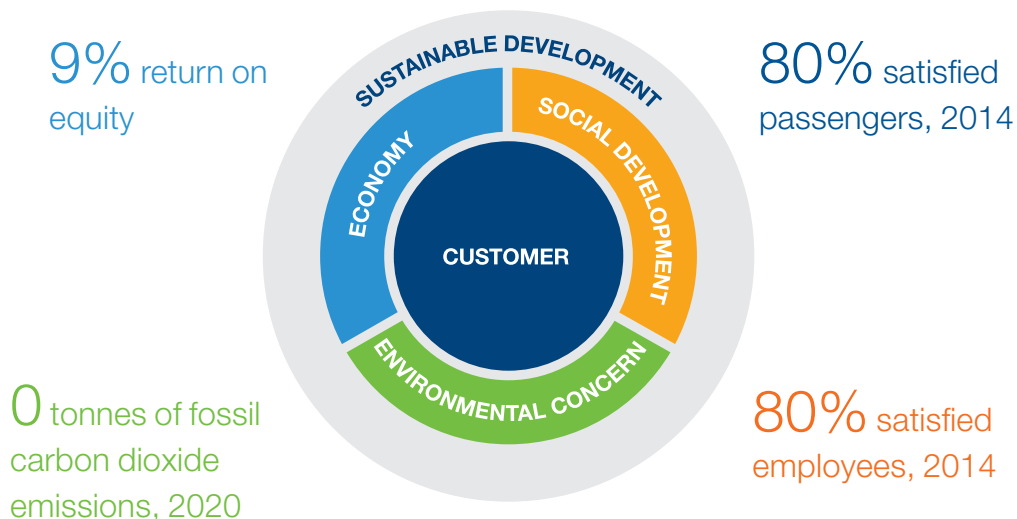 9% return on
equity
SUSTAINABLE DEVELOPMENT
80% satisfied
passengers, 2014
ECONOMY
SOCIAL DEVELOPMENT
CUSTOMER
ENVIRONMENTAL CONCERN
0 tonnes of fossil
carbon dioxide
emissions, 2020
80% satisfied
employees, 2014